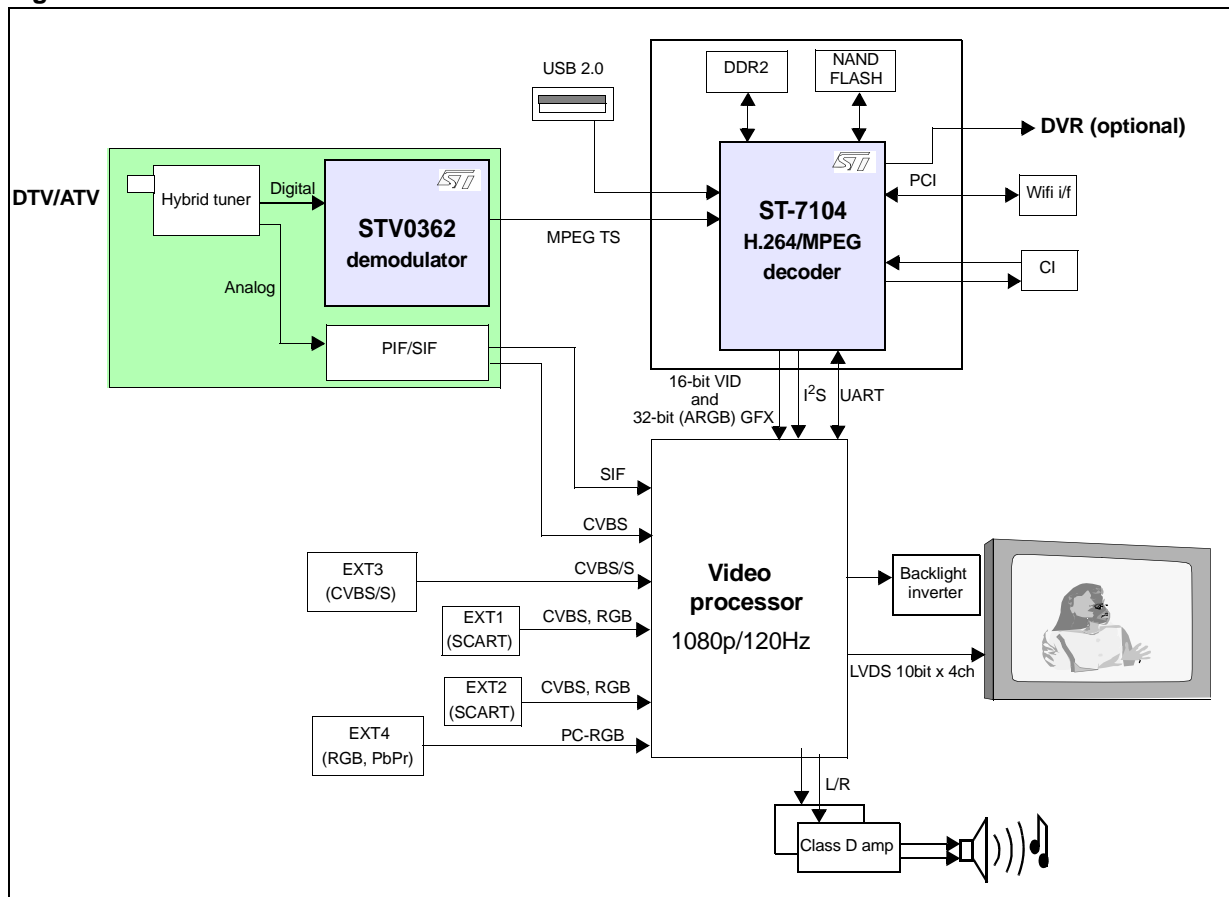 USB 2.0
DDR2
NAND
FLASH
DVR (optional)
DTV/ATV
Hybrid tuner
Digital
ST
STV0362
demodulator
MPEG TS
ST
ST-7104
H.264/MPEG
decoder
PCI
Wifi i/f
CI
Analog
PIF/SIF
16-bit VID
and
32-bit (ARGB) GFX
I²S
UART
SIF
CVBS
EXT3
(CVBS/S)
CVBS/S
EXT1
(SCART)
CVBS, RGB
EXT2
(SCART)
CVBS, RGB
EXT4
(RGB, PbPr)
PC-RGB
Video
processor
1080p/120Hz
Backlight
inverter
LVDS 10bit x 4ch
L/R
Class D amp